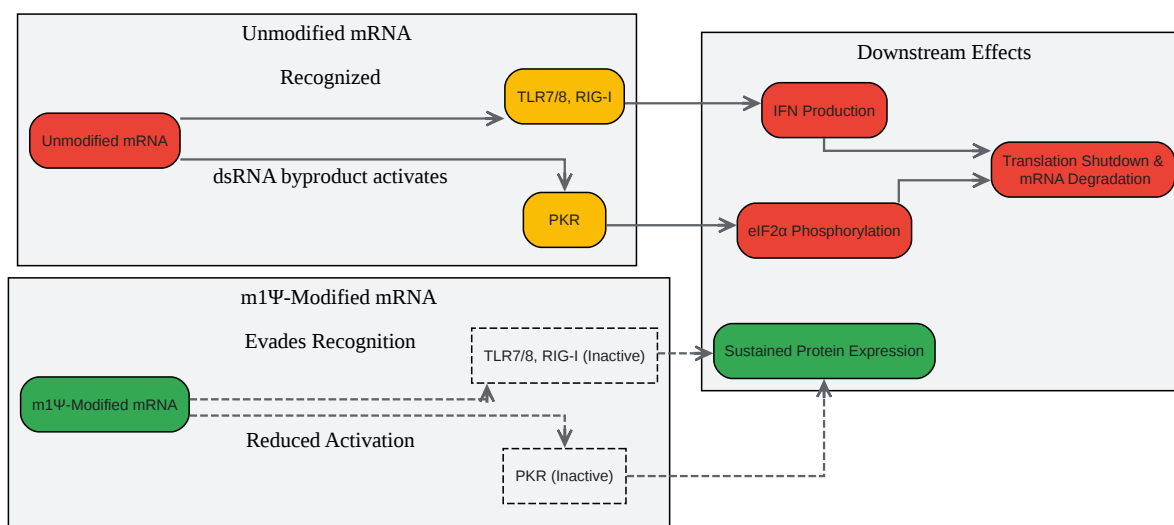 Unmodified mRNA
Recognized
TLR7/8, RIG-I
Unmodified mRNA
dsRNA byproduct activates
PKR
Downstream Effects
IFN Production
Translation Shutdown &
mRNA Degradation
eIF2α Phosphorylation
Sustained Protein Expression
m1Ψ-Modified mRNA
Evades Recognition
TLR7/8, RIG-I (Inactive)
m1Ψ-Modified mRNA
Reduced Activation
PKR (Inactive)